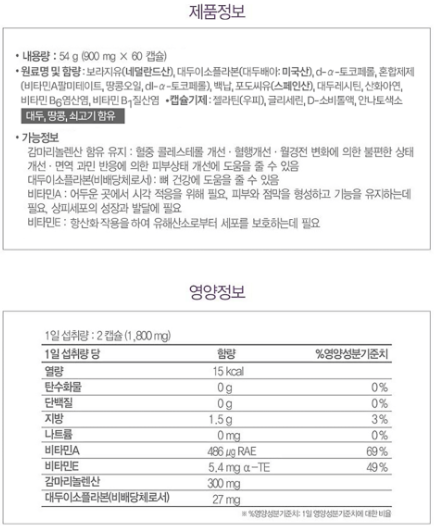 제품정보
• 내용량 : 54 g (900 mg × 60 캡슐)
• 원료명 및 함량 : 보라지유(네덜란드산), 대두이소플라본(대두배아: 미국산), d-α-토코페롤, 혼합제제
(비타민A팔미테이트, 땅콩오일, dl-α-토코페롤), 백납, 포도씨유(스페인산), 대두레시틴, 산화아연,
비타민 B6염산염, 비타민 B1질산염 •캡슐기제 : 젤라틴(우피), 글리세린, D-소비톨액, 안나토색소
대두, 땅콩, 쇠고기 함유
• 기능정보
감마리놀렌산 함유 유지 : 혈중 콜레스테롤 개선 · 혈행개선 · 월경전 변화에 의한 불편한 상태
개선 · 면역 과민 반응에 의한 피부상태 개선에 도움을 줄 수 있음
대두이소플라본(비배당체로서) : 뼈 건강에 도움을 줄 수 있음
비타민A : 어두운 곳에서 시각 적응을 위해 필요, 피부와 점막을 형성하고 기능을 유지하는데
필요, 상피세포의 성장과 발달에 필요
비타민E : 항산화 작용을 하여 유해산소로부터 세포를 보호하는데 필요
영양정보
1일 섭취량 : 2 캡슐 (1,800 mg)
1일 섭취량 당 함량 %영양성분기준치
열량 15 kcal
탄수화물 0 g 0 %
단백질 0 g 0 %
지방 1.5 g 3 %
나트륨 0 mg 0 %
비타민A 486 ㎍ RAE 69 %
비타민E 5.4 mg α-TE 49 %
감마리놀렌산 300 mg
대두이소플라본(비배당체로서) 27 mg
※ %영양성분기준치: 1일 영양성분기준치에 대한 비율